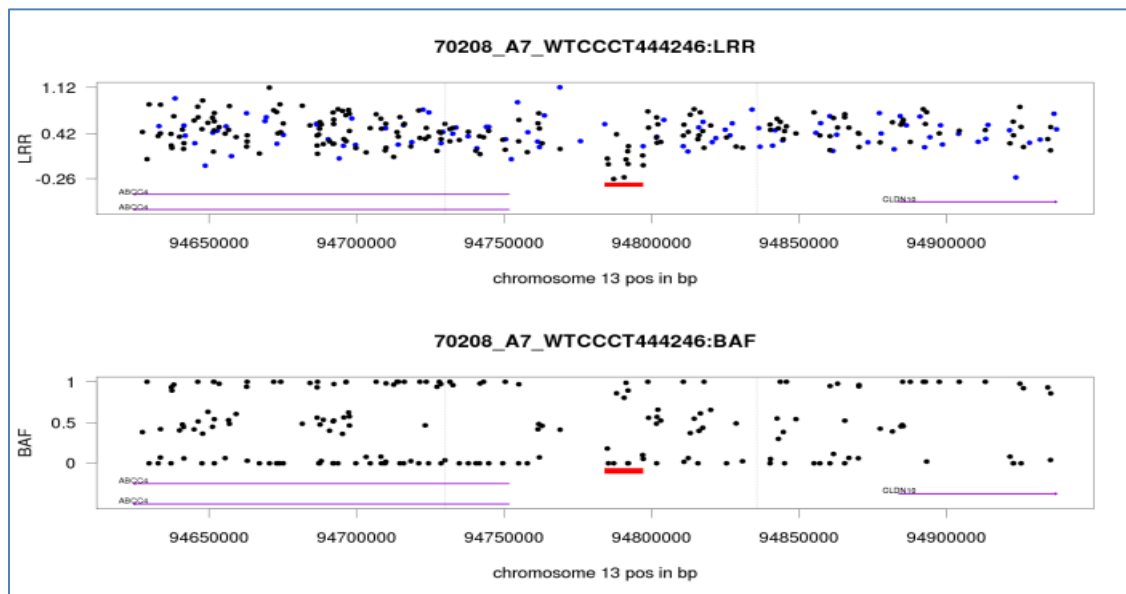 70208_A7_WTCCCT444246:LRR
1.12
0.42
-0.26
LRR
ABCC4
ABCC4
CLDN10
94650000 94700000 94750000 94800000 94850000 94900000
chromosome 13 pos in bp
70208_A7_WTCCCT444246:BAF
1
0.5
0
BAF
ABCC4
ABCC4
CLDN10
94650000 94700000 94750000 94800000 94850000 94900000
chromosome 13 pos in bp